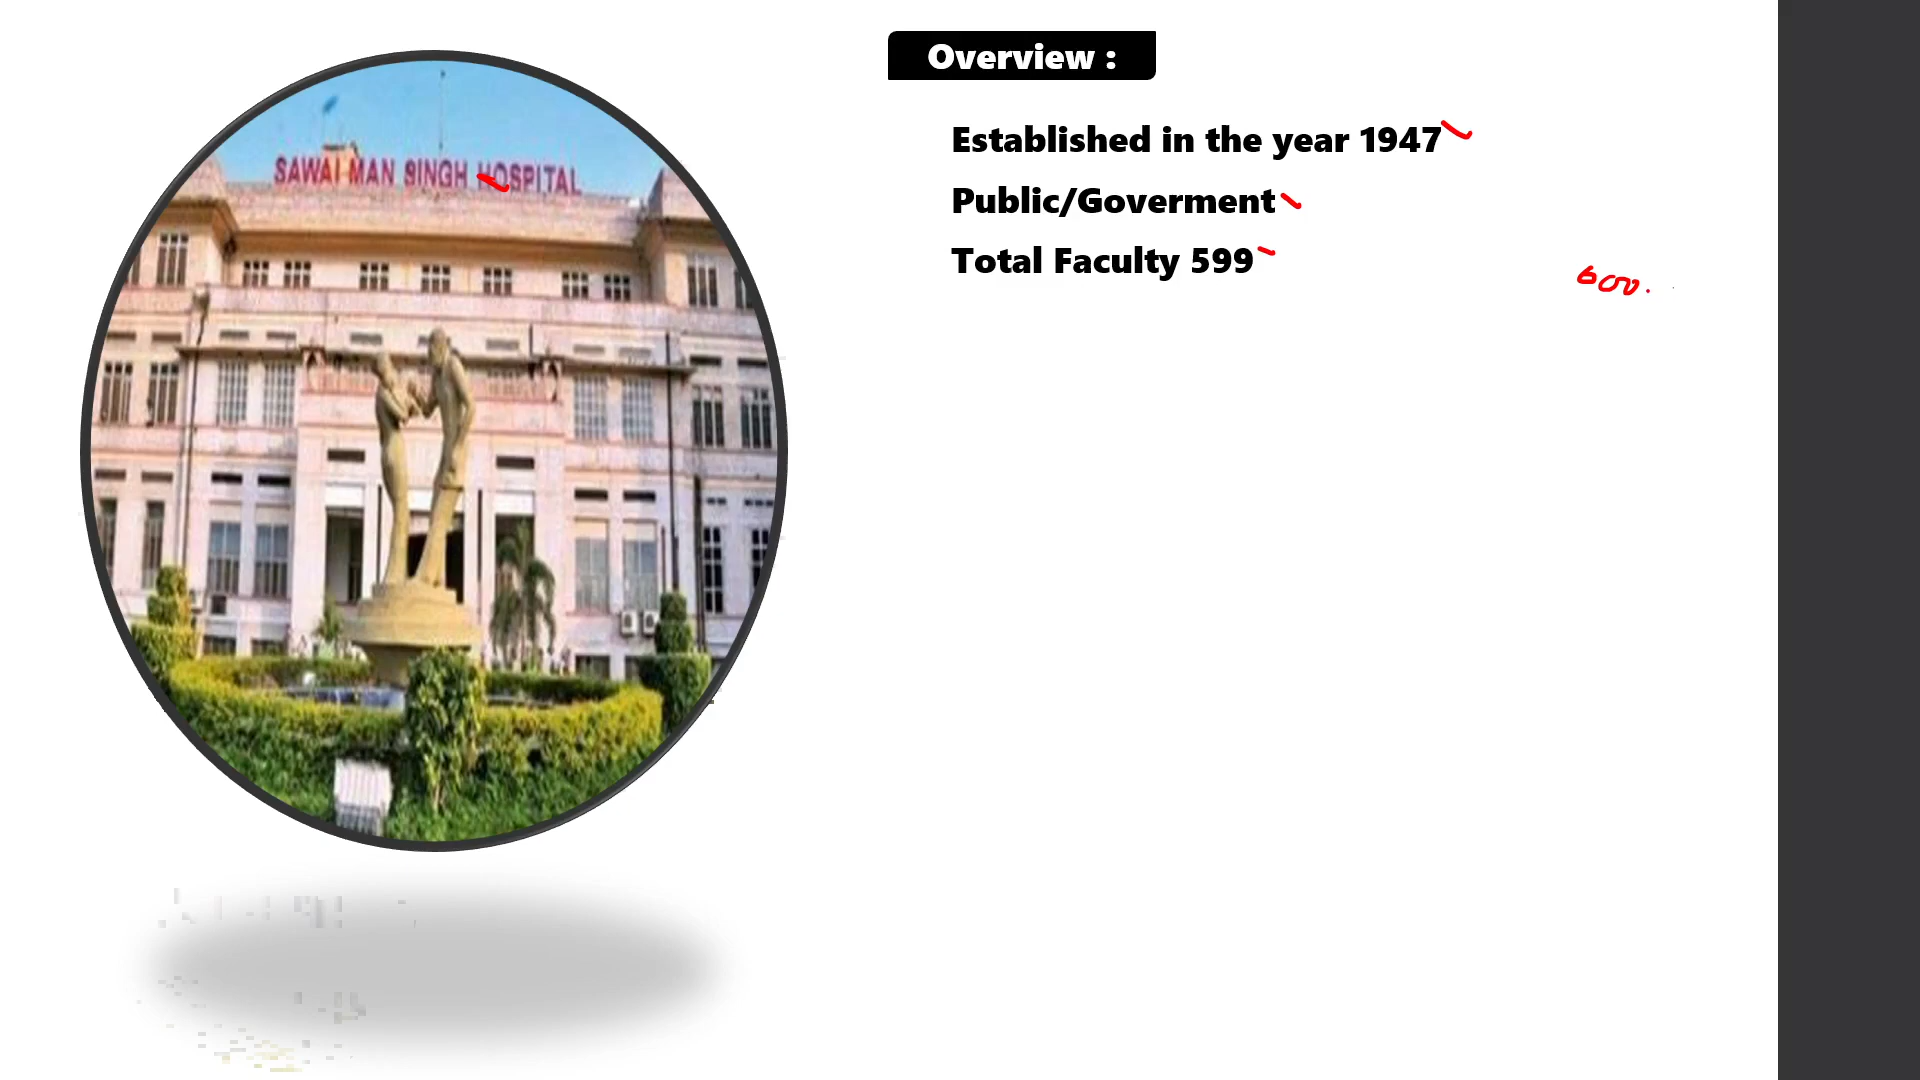 Overview :
SAWAI MAN SINGH HOSPITAL
Established in the year 1947
Public/Goverment
Total Faculty 599
600.